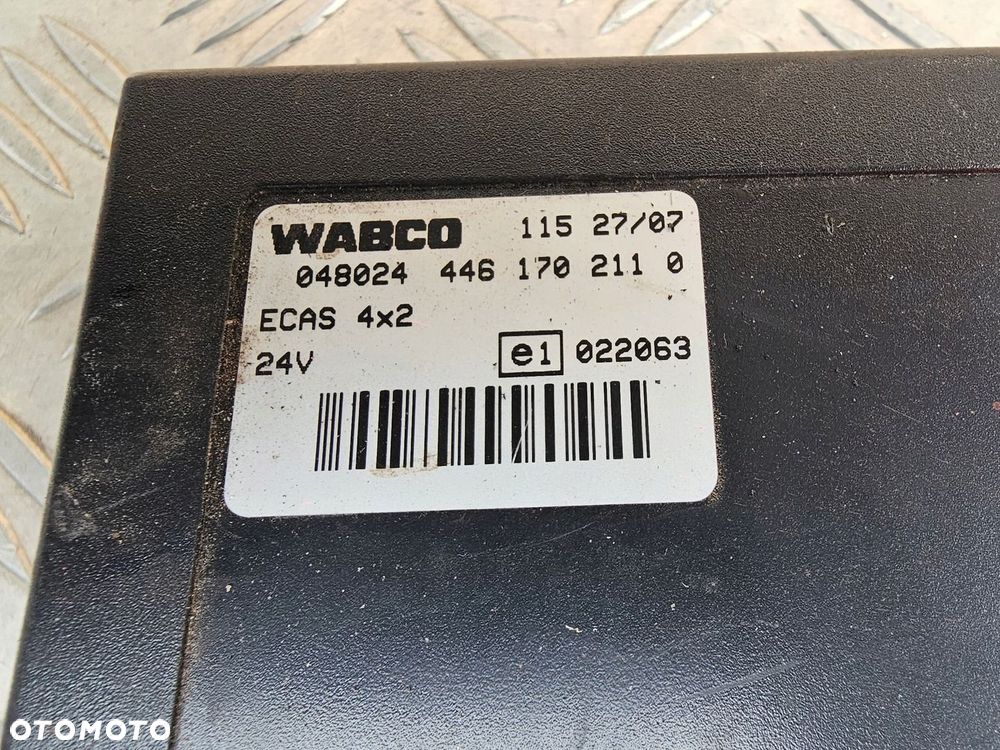 WABCO 115 27/07
048024 446 170 211 0
ECAS 4x2
24V e1 022063
OTOMOTO